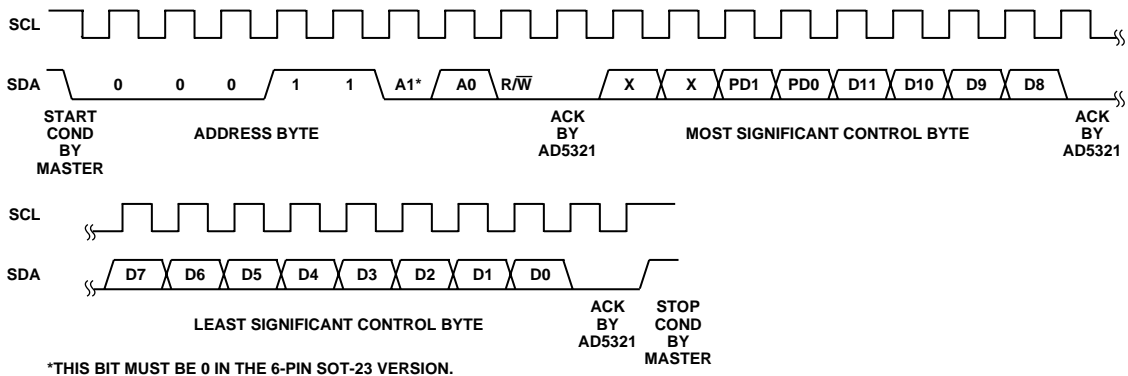 SCL
SDA 0 0 0 1 1 A1* A0 R/W̅ X X PD1 PD0 D11 D10 D9 D8
START COND BY MASTER
ADDRESS BYTE
ACK BY AD5321
MOST SIGNIFICANT CONTROL BYTE
ACK BY AD5321
SCL
SDA D7 D6 D5 D4 D3 D2 D1 D0
LEAST SIGNIFICANT CONTROL BYTE
ACK BY AD5321
STOP COND BY MASTER
*THIS BIT MUST BE 0 IN THE 6-PIN SOT-23 VERSION.